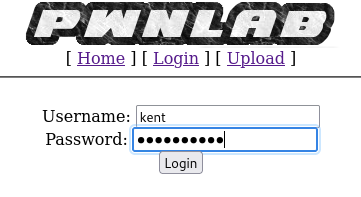 PWNLAB
[ Home ] [ Login ] [ Upload ]
Username: kent
Password: ••••••••••
Login